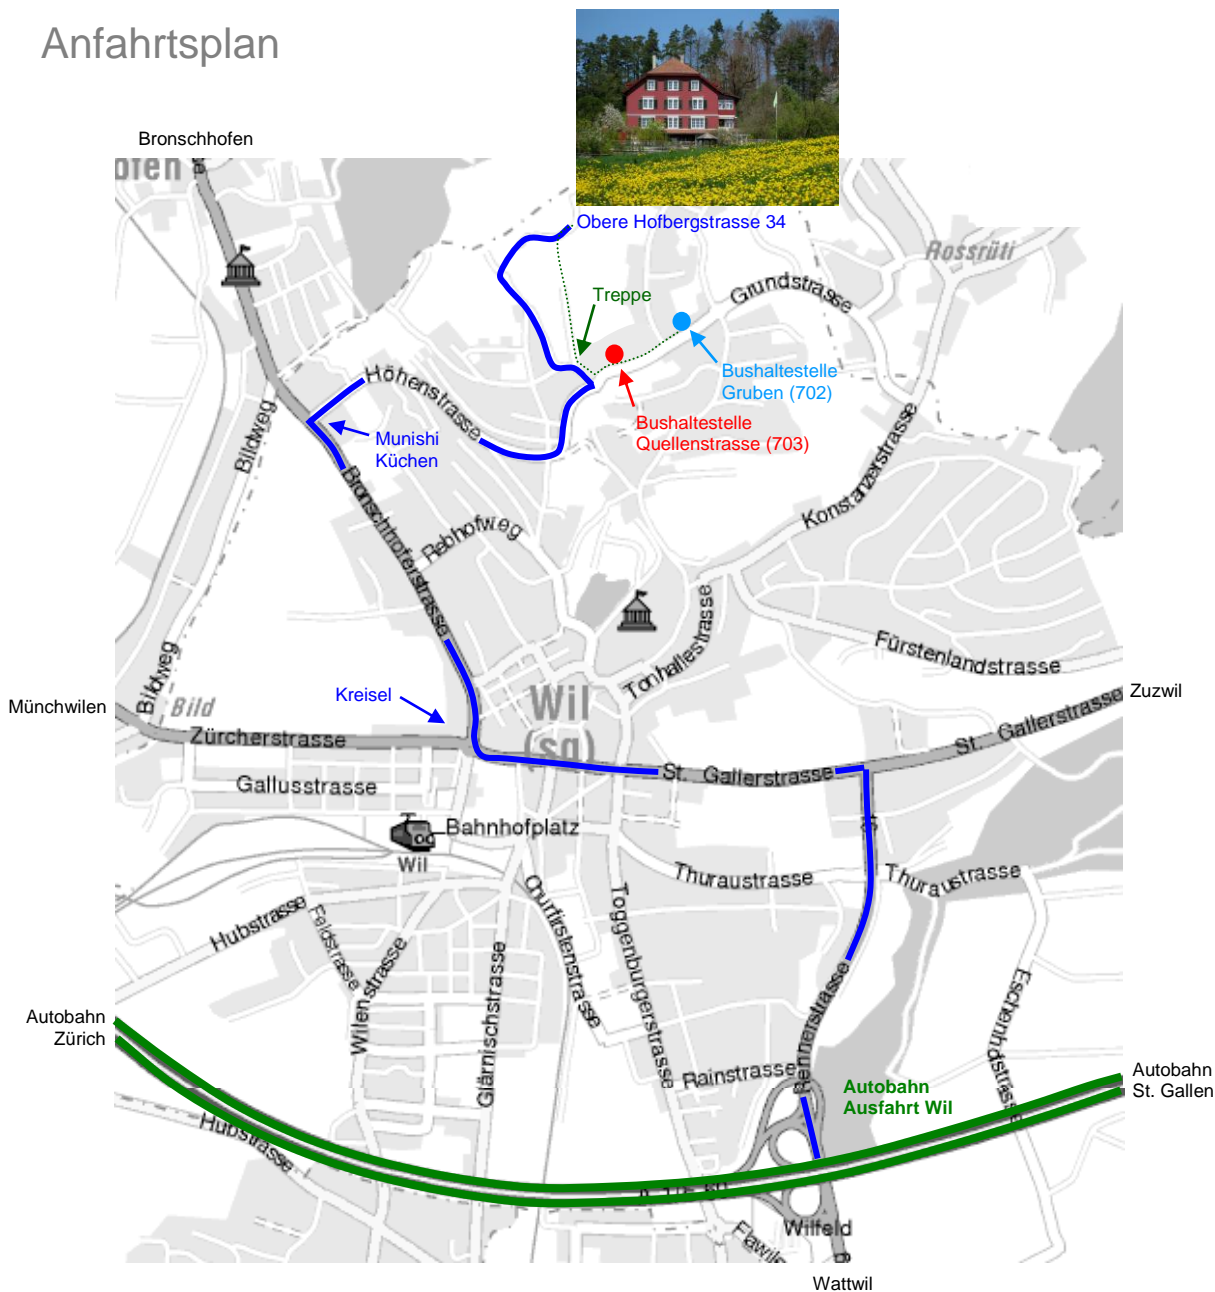 Anfahrtsplan
Bronschhofen
ofen
Obere Hofbergstrasse 34
Rossrüti
Treppe
Grundstrasse
Bushaltestelle
Gruben (702)
Höhenstrasse
Bushaltestelle
Quellenstrasse (703)
Munishi
Küchen
Bildweg
Konstanzerstrasse
Bronschhoferstrasse
Rebhofweg
Tonhallestrasse
Fürstenlandstrasse
Bildweg
Kreisel
Wil
(sg)
Zuzwil
Münchwilen
Bild
Zürcherstrasse
St. Gallerstrasse
St. Gallerstrasse
Gallusstrasse
Bahnhofplatz
Wil
Thuraustrasse
Thuraustrasse
Hubstrasse
Feldstrasse
Wilenstrasse
Glärnischstrasse
Churfirstenstrasse
Toggenburgerstrasse
Autobahn
Zürich
Rainstrasse
Autobahn
Ausfahrt Wil
Autobahn
St. Gallen
Hubstrasse
Wilfeld
Wattwil